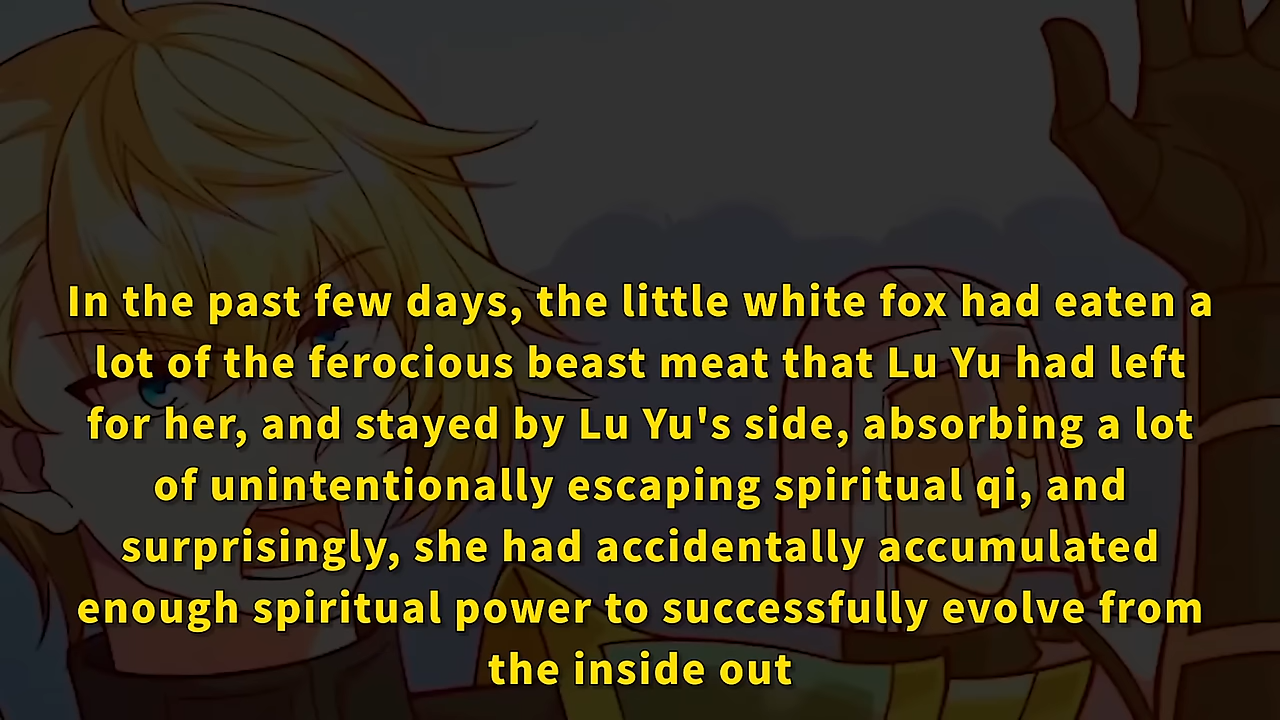 In the past few days, the little white fox had eaten a
lot of the ferocious beast meat that Lu Yu had left
for her, and stayed by Lu Yu's side, absorbing a lot
of unintentionally escaping spiritual qi, and
surprisingly, she had accidentally accumulated
enough spiritual power to successfully evolve from
the inside out